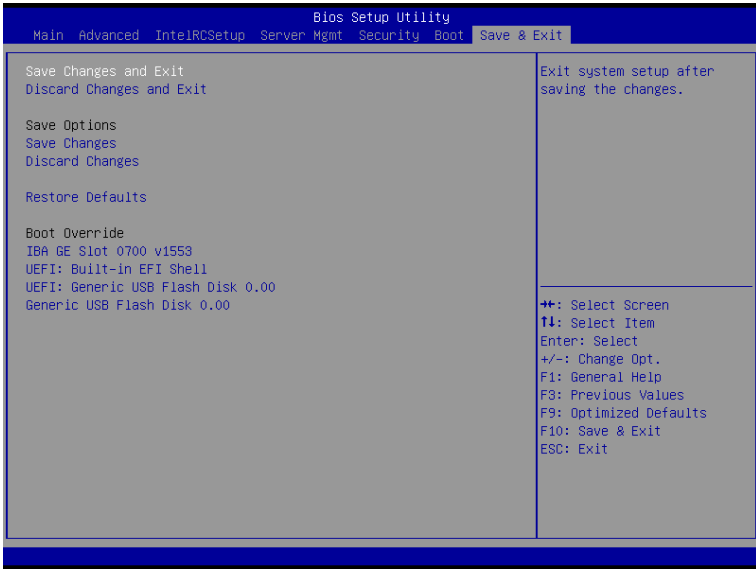 Bios Setup Utility
Main Advanced IntelRCSetup Server Mgmt Security Boot Save & Exit
Save Changes and Exit
Discard Changes and Exit
Save Options
Save Changes
Discard Changes
Restore Defaults
Boot Override
IBA GE Slot 0700 v1553
UEFI: Built-in EFI Shell
UEFI: Generic USB Flash Disk 0.00
Generic USB Flash Disk 0.00
Exit system setup after
saving the changes.
→←: Select Screen
↑↓: Select Item
Enter: Select
+/-: Change Opt.
F1: General Help
F3: Previous Values
F9: Optimized Defaults
F10: Save & Exit
ESC: Exit